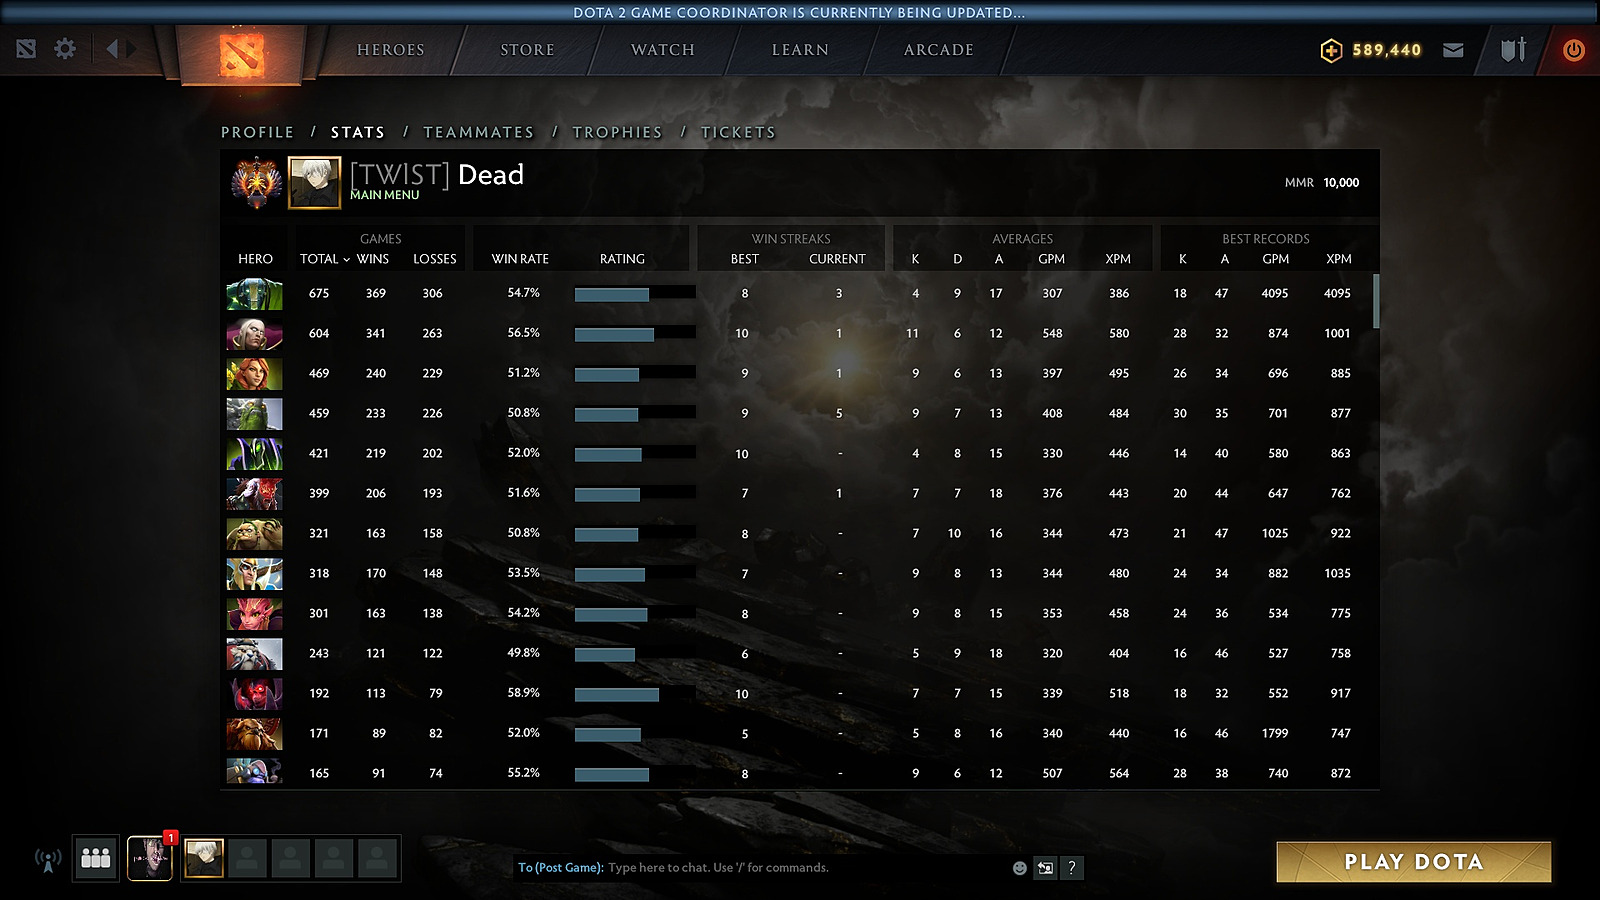 DOTA 2 GAME COORDINATOR IS CURRENTLY BEING UPDATED...
HEROES STORE WATCH LEARN ARCADE 589,440
PROFILE / STATS / TEAMMATES / TROPHIES / TICKETS
[TW1ST] Dead
MAIN MENU
MMR 10,000
GAMES WIN STREAKS AVERAGES BEST RECORDS
HERO TOTAL WINS LOSSES WIN RATE RATING BEST CURRENT K D A GPM XPM K A GPM XPM
675 369 306 54.7% 8 3 4 9 17 307 386 18 47 4095 4095
604 341 263 56.5% 10 1 11 6 12 548 580 28 32 874 1001
469 240 229 51.2% 9 1 9 6 13 397 495 26 34 696 885
459 233 226 50.8% 9 5 9 7 13 408 484 30 35 701 877
421 219 202 52.0% 10 - 4 8 15 330 446 14 40 580 863
399 206 193 51.6% 7 1 7 7 18 376 443 20 44 647 762
321 163 158 50.8% 8 - 7 10 16 344 473 21 47 1025 922
318 170 148 53.5% 7 - 9 8 13 344 480 24 34 882 1035
301 163 138 54.2% 8 - 9 8 15 353 458 24 36 534 775
243 121 122 49.8% 6 - 5 9 18 320 404 16 46 527 758
192 113 79 58.9% 10 - 7 7 15 339 518 18 32 552 917
171 89 82 52.0% 5 - 5 8 16 340 440 16 46 1799 747
165 91 74 55.2% 8 - 9 6 12 507 564 28 38 740 872
1
To (Post Game): Type here to chat. Use '/' for commands. ?
PLAY DOTA